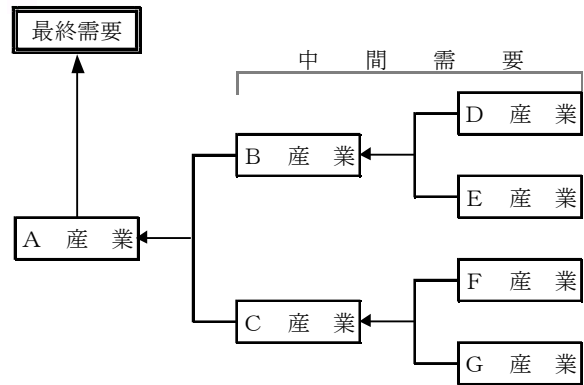 最終需要
中 間 需 要
D 産 業
B 産 業
E 産 業
A 産 業
F 産 業
C 産 業
G 産 業